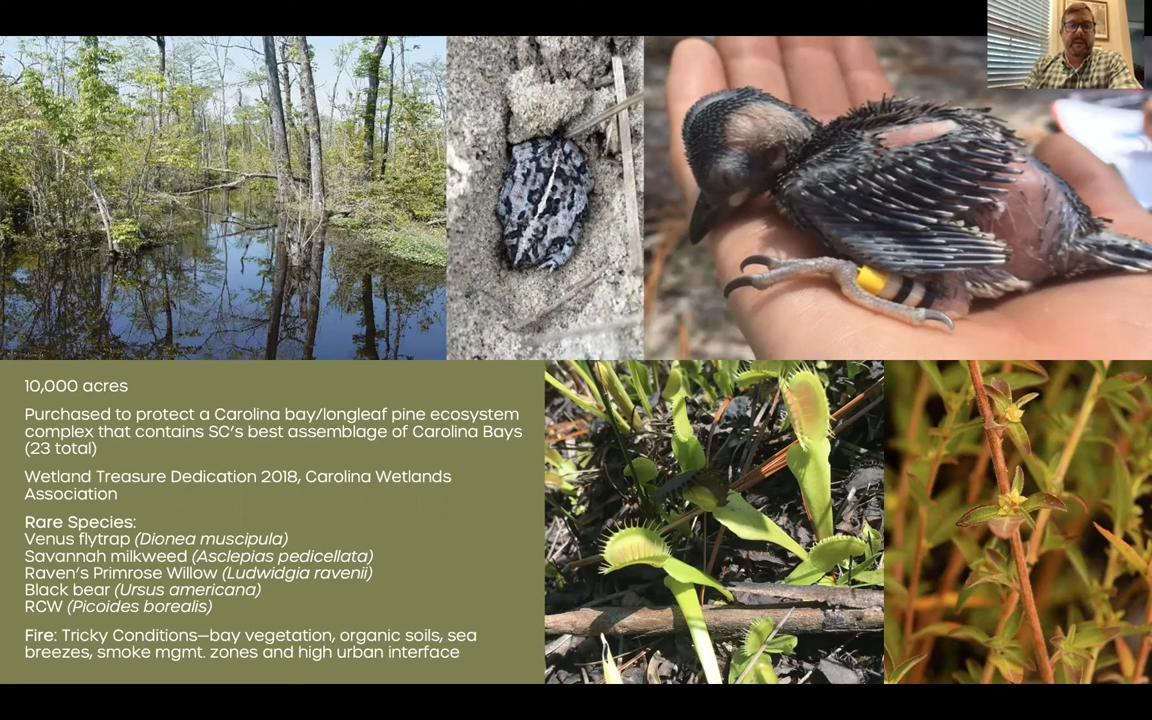 10,000 acres
Purchased to protect a Carolina bay/longleaf pine ecosystem
complex that contains SC's best assemblage of Carolina Bays
(23 total)
Wetland Treasure Dedication 2018, Carolina Wetlands
Association
Rare Species:
Venus flytrap (Dionea muscipula)
Savannah milkweed (Asclepias pedicellata)
Raven's Primrose Willow (Ludwidgia ravenii)
Black bear (Ursus americana)
RCW (Picoides borealis)
Fire: Tricky Conditions—bay vegetation, organic soils, sea
breezes, smoke mgmt. zones and high urban interface